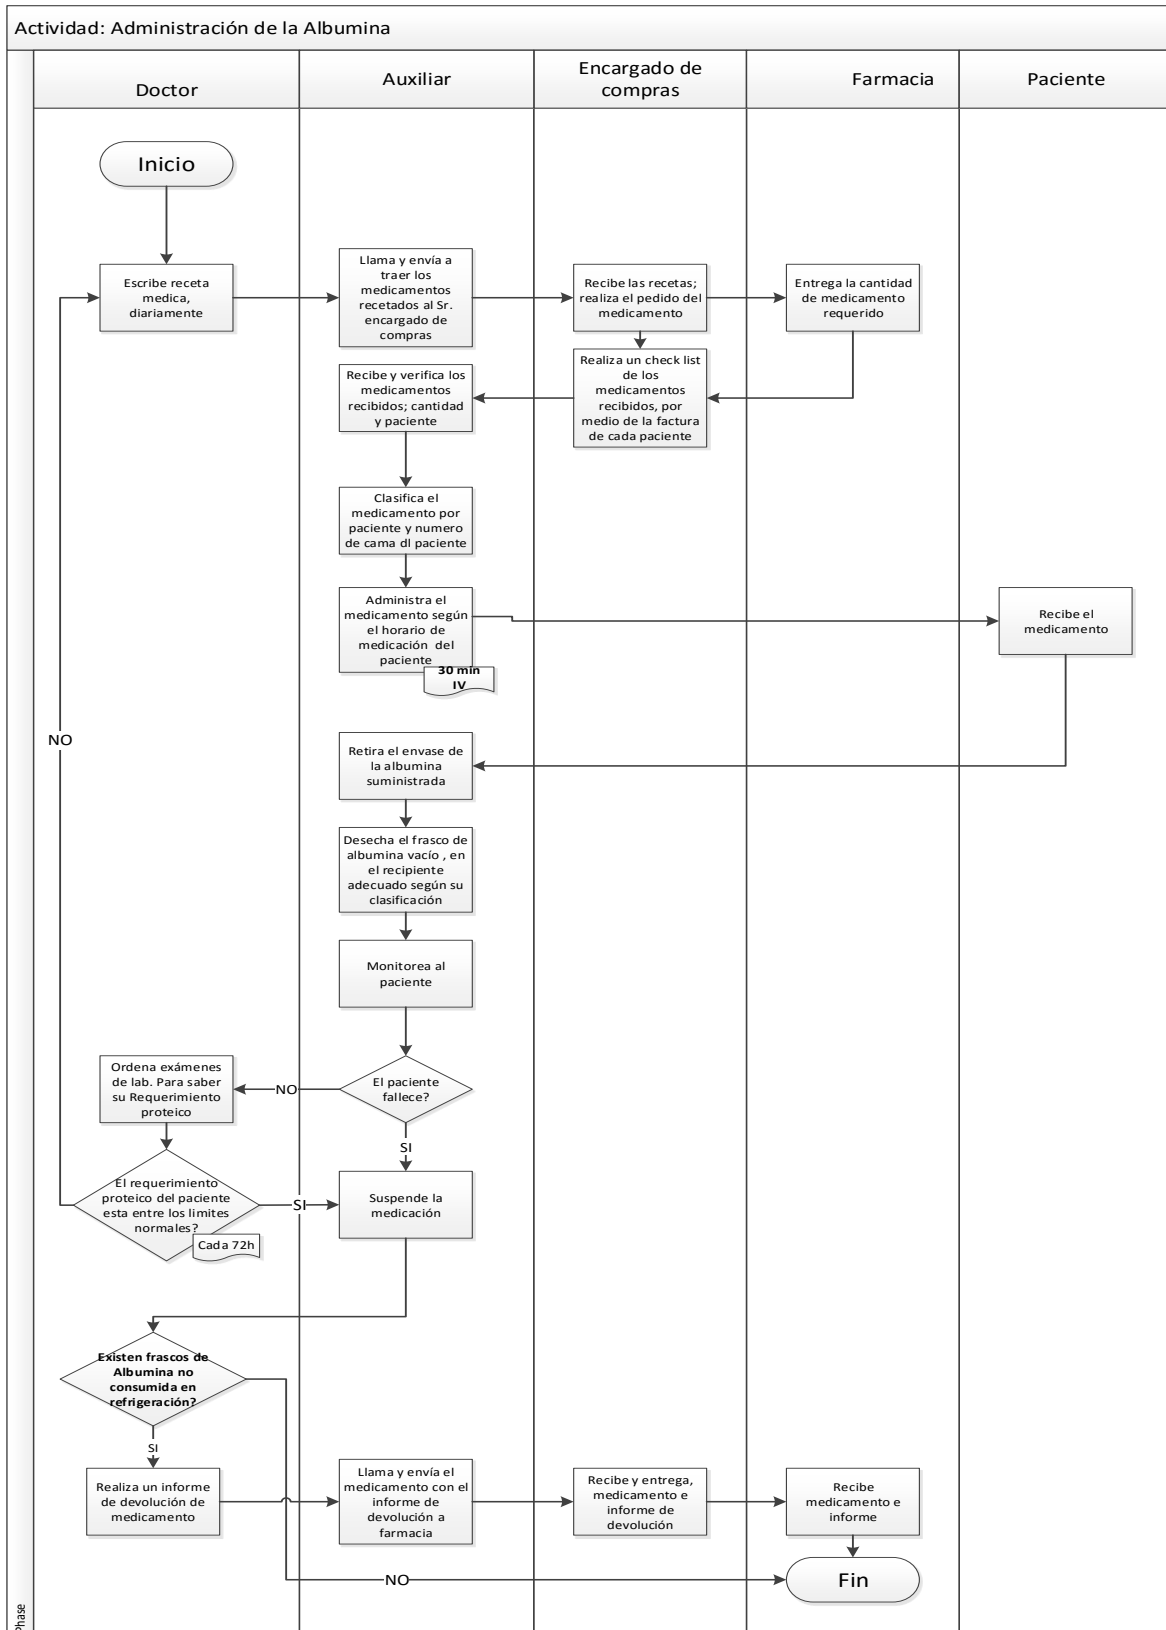 Actividad: Administración de la Albumina
Doctor
Auxiliar
Encargado de
compras
Farmacia
Paciente
Inicio
Escribe receta
medica,
diariamente
Llama y envía a
traer los
medicamentos
recetados al Sr.
encargado de
compras
Recibe las recetas;
realiza el pedido del
medicamento
Entrega la cantidad
de medicamento
requerido
Recibe y verifica los
medicamentos
recibidos; cantidad
y paciente
Realiza un check list
de los
medicamentos
recibidos, por
medio de la factura
de cada paciente
Clasifica el
medicamento por
paciente y numero
de cama dl paciente
Administra el
medicamento según
el horario de
medicación del
paciente
30 min
IV
Recibe el
medicamento
NO
Retira el envase de
la albumina
suministrada
Desecha el frasco de
albumina vacío , en
el recipiente
adecuado según su
clasificación
Monitorea al
paciente
El paciente
fallece?
NO
Ordena exámenes
de lab. Para saber
su Requerimiento
proteico
SI
El requerimiento
proteico del paciente
esta entre los limites
normales?
Cada 72h
SI
Suspende la
medicación
Existen frascos de
Albumina no
consumida en
refrigeración?
SI
Realiza un informe
de devolución de
medicamento
Llama y envía el
medicamento con el
informe de
devolución a
farmacia
Recibe y entrega,
medicamento e
informe de
devolución
Recibe
medicamento e
informe
NO
Fin
Phase